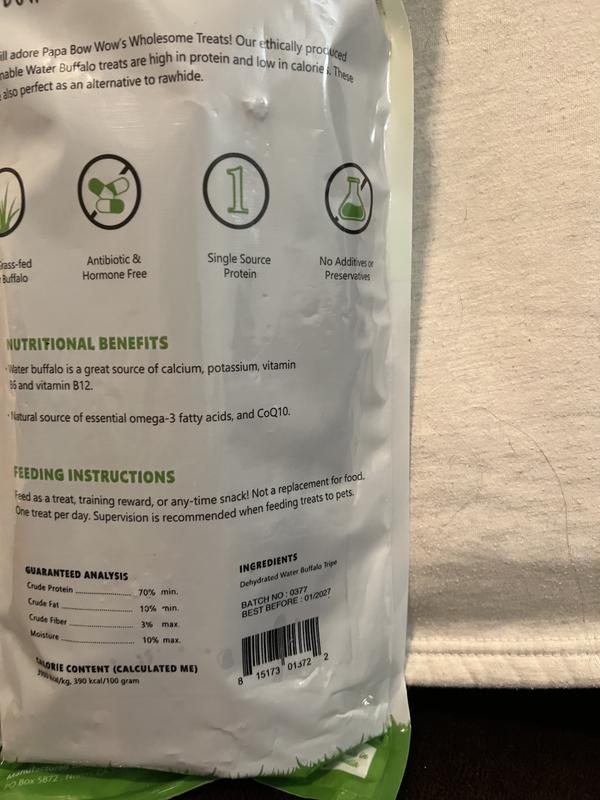 ill adore Papa Bow Wow's Wholesome Treats! Our ethically produced
nable Water Buffalo treats are high in protein and low in calories. These
also perfect as an alternative to rawhide.
rass-fed
Buffalo
Antibiotic &
Hormone Free
1
Single Source
Protein
No Additives or
Preservatives
NUTRITIONAL BENEFITS
· Water buffalo is a great source of calcium, potassium, vitamin
B6 and vitamin B12.
· Natural source of essential omega-3 fatty acids, and CoQ10.
FEEDING INSTRUCTIONS
Feed as a treat, training reward, or any-time snack! Not a replacement for food.
One treat per day. Supervision is recommended when feeding treats to pets.
GUARANTEED ANALYSIS
Crude Protein 70% min.
Crude Fat 10% min.
Crude Fiber 3% max.
Moisture 10% max.
CALORIE CONTENT (CALCULATED ME)
kcal/kg, 390 kcal/100 gram
INGREDIENTS
Dehydrated Water Buffalo Tripe
BATCH NO : 0377
BEST BEFORE : 01/2027
8 15173 01372 2
Manufactured
PO Box 5872